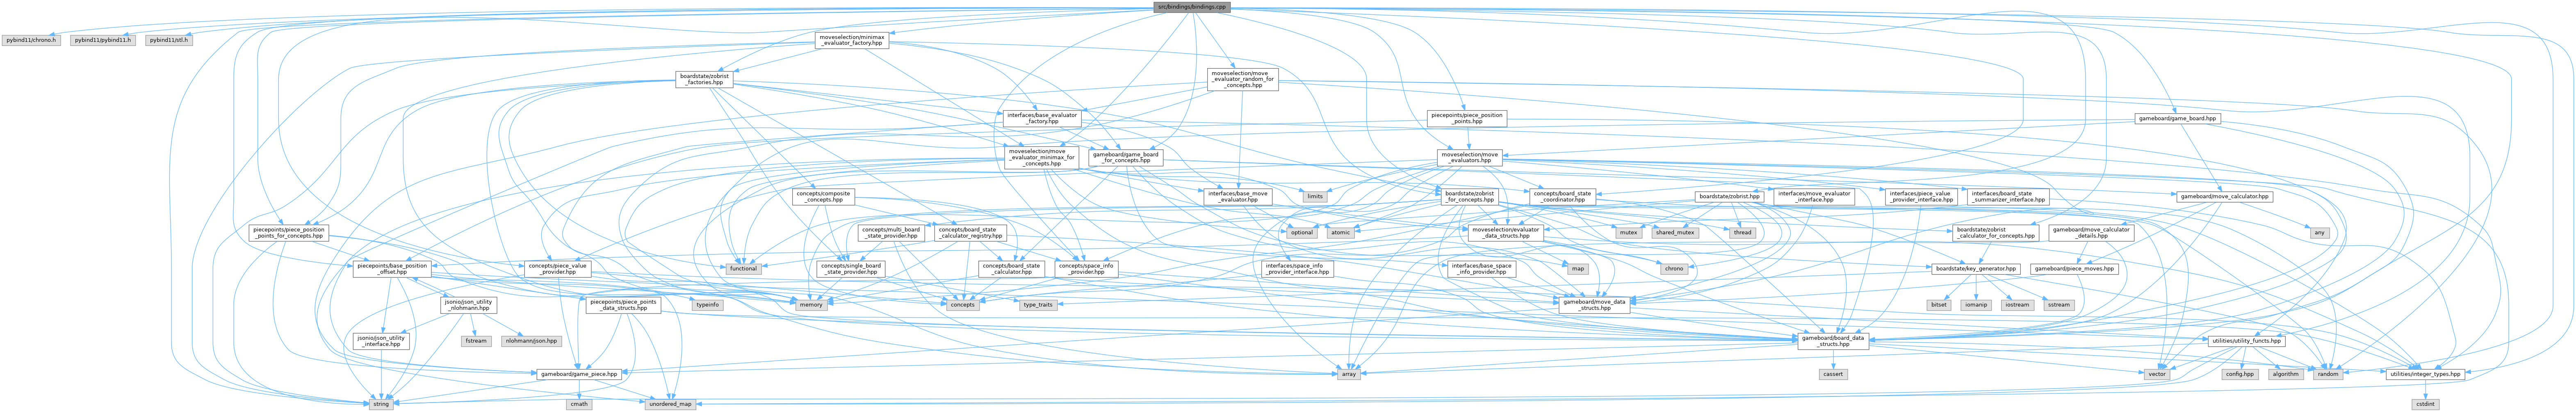 src/bindings/bindings.cpp
pybind11/chrono.h
pybind11/pybind11.h
pybind11/stl.h
moveselection/minimax
_evaluator_factory.hpp
boardstate/zobrist
_factories.hpp
moveselection/move
_evaluator_random_for
_concepts.hpp
interfaces/base_evaluator
_factory.hpp
piecepoints/piece_position
_points.hpp
gameboard/game_board.hpp
moveselection/move
_evaluator_minimax_for
_concepts.hpp
gameboard/game_board
_for_concepts.hpp
moveselection/move
_evaluators.hpp
concepts/composite
_concepts.hpp
interfaces/base_move
_evaluator.hpp
limits
concepts/board_state
_coordinator.hpp
boardstate/zobrist
_for_concepts.hpp
boardstate/zobrist.hpp
interfaces/move_evaluator
_interface.hpp
interfaces/piece_value
_provider_interface.hpp
interfaces/board_state
_summarizer_interface.hpp
gameboard/move_calculator.hpp
piecepoints/piece_position
_points_for_concepts.hpp
concepts/multi_board
_state_provider.hpp
concepts/board_state
_calculator_registry.hpp
optional
atomic
moveselection/evaluator
_data_structs.hpp
mutex
shared_mutex
thread
boardstate/zobrist
_calculator_for_concepts.hpp
gameboard/move_calculator
_details.hpp
any
piecepoints/base_position
_offset.hpp
concepts/piece_value
_provider.hpp
functional
concepts/single_board
_state_provider.hpp
concepts/board_state
_calculator.hpp
concepts/space_info
_provider.hpp
interfaces/space_info
_provider_interface.hpp
interfaces/base_space
_info_provider.hpp
map
chrono
boardstate/key_generator.hpp
gameboard/piece_moves.hpp
jsonio/json_utility
_nlohmann.hpp
piecepoints/piece_points
_data_structs.hpp
typeinfo
memory
concepts
concepts
type_traits
gameboard/move_data
_structs.hpp
bitset
iomanip
iostream
sstream
jsonio/json_utility
_interface.hpp
fstream
nlohmann/json.hpp
gameboard/board_data
_structs.hpp
utilities/utility_functs.hpp
gameboard/game_piece.hpp
array
cassert
vector
config.hpp
algorithm
random
utilities/integer_types.hpp
string
cmath
unordered_map
cstdint